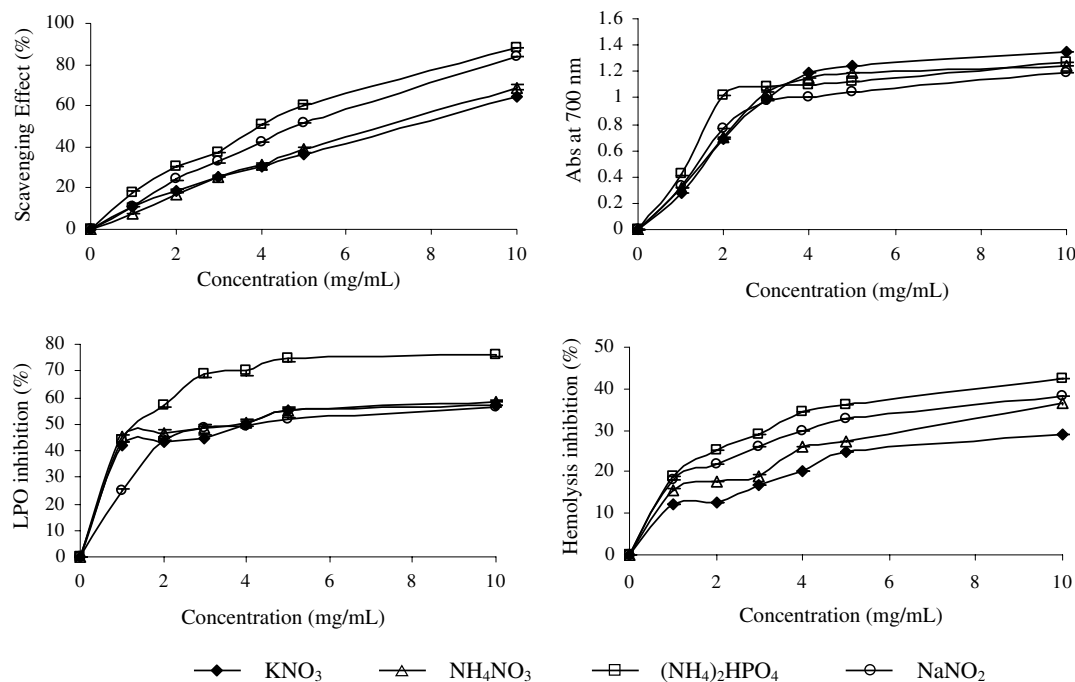 Scavenging Effect (%)
100
80
60
40
20
0
0 2 4 6 8 10
Concentration (mg/mL)
Abs at 700 nm
1.6
1.4
1.2
1
0.8
0.6
0.4
0.2
0
0 2 4 6 8 10
Concentration (mg/mL)
LPO inhibition (%)
80
70
60
50
40
30
20
10
0
0 2 4 6 8 10
Concentration (mg/mL)
Hemolysis inhibition (%)
50
40
30
20
10
0
0 2 4 6 8 10
Concentration (mg/mL)
KNO₃ NH₄NO₃ (NH₄)₂HPO₄ NaNO₂